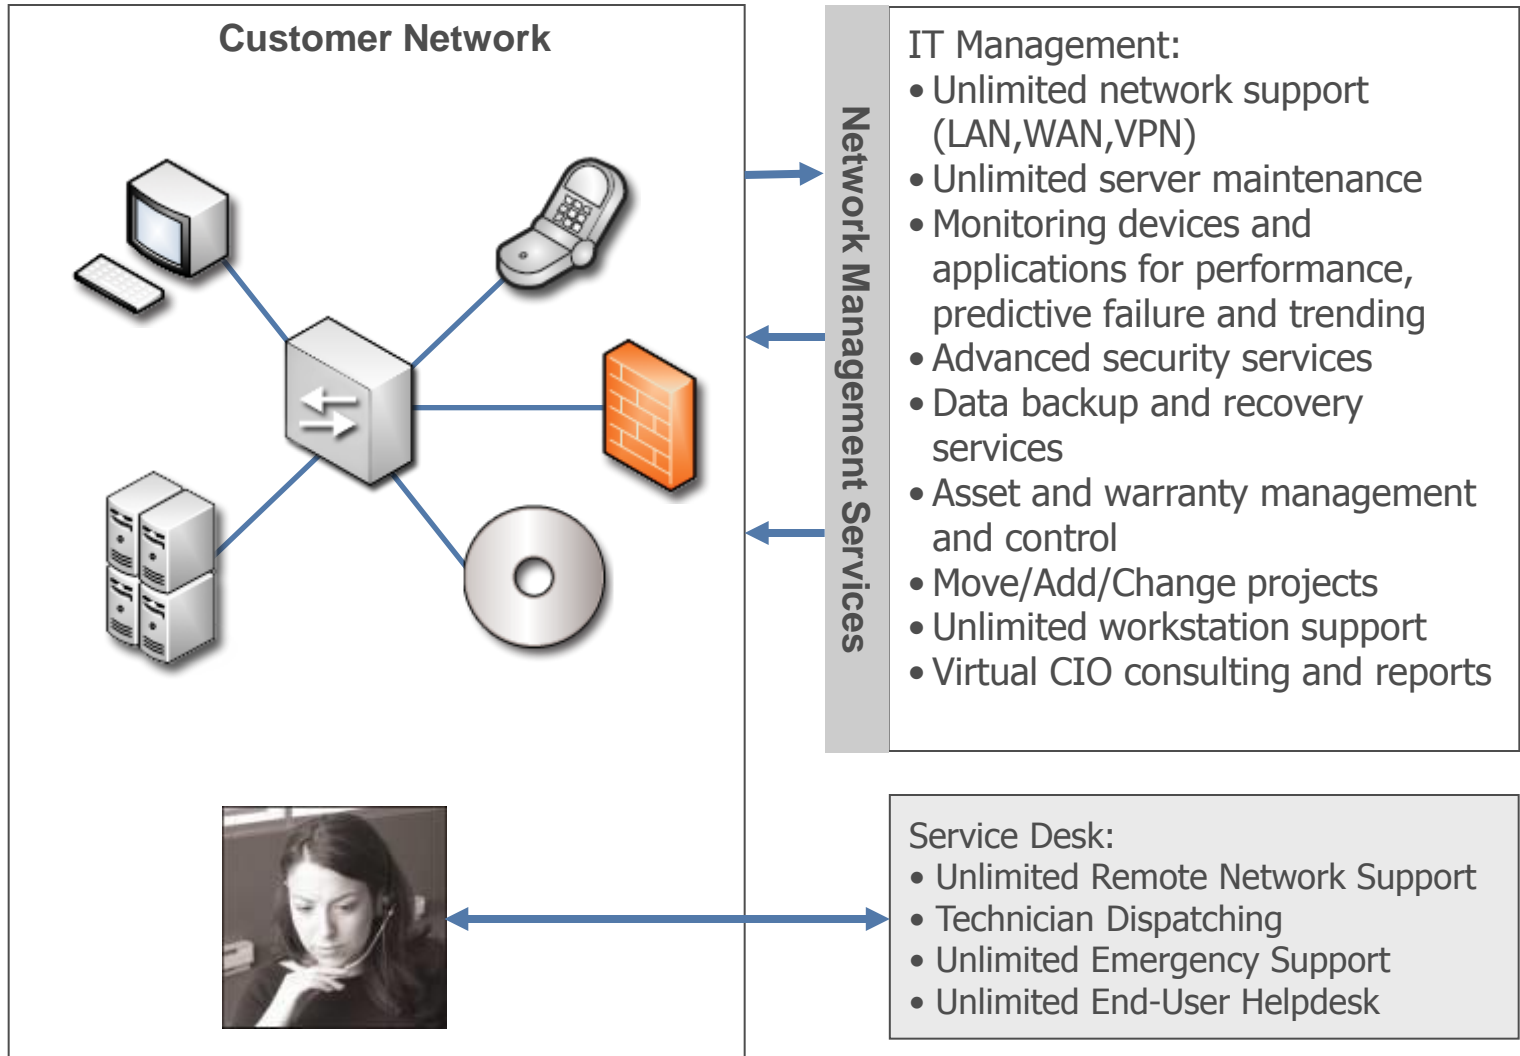 Customer Network
Network Management Services
IT Management:
• Unlimited network support
(LAN,WAN,VPN)
• Unlimited server maintenance
• Monitoring devices and
applications for performance,
predictive failure and trending
• Advanced security services
• Data backup and recovery
services
• Asset and warranty management
and control
• Move/Add/Change projects
• Unlimited workstation support
• Virtual CIO consulting and reports
Service Desk:
• Unlimited Remote Network Support
• Technician Dispatching
• Unlimited Emergency Support
• Unlimited End-User Helpdesk